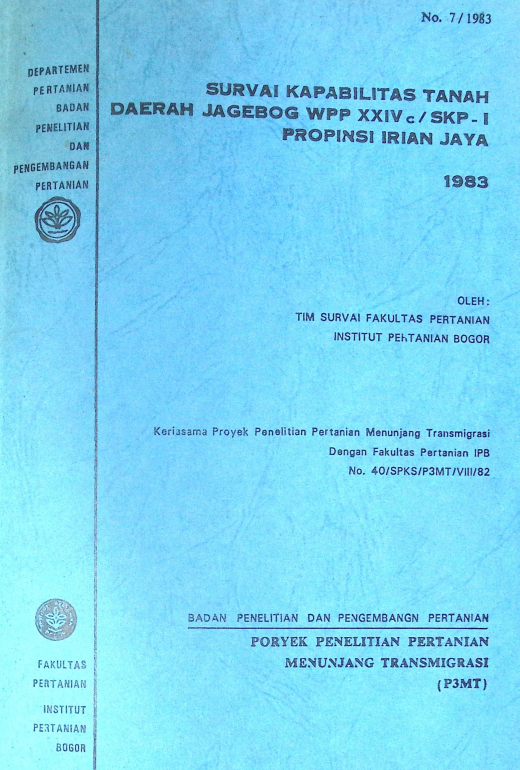 No. 7/1983
DEPARTEMEN
PERTANIAN
BADAN
PENELITIAN
DAN
PENGEMBANGAN
PERTANIAN
SURVAI KAPABILITAS TANAH
DAERAH JAGEBOG WPP XXIVc/SKP-I
PROPINSI IRIAN JAYA
1983
OLEH:
TIM SURVAI FAKULTAS PERTANIAN
INSTITUT PERTANIAN BOGOR
Kerjasama Proyek Penelitian Pertanian Menunjang Transmigrasi
Dengan Fakultas Pertanian IPB
No. 40/SPKS/P3MT/VIII/82
BADAN PENELITIAN DAN PENGEMBANGN PERTANIAN
PORYEK PENELITIAN PERTANIAN
MENUNJANG TRANSMIGRASI
(P3MT)
FAKULTAS
PERTANIAN
INSTITUT
PERTANIAN
BOGOR